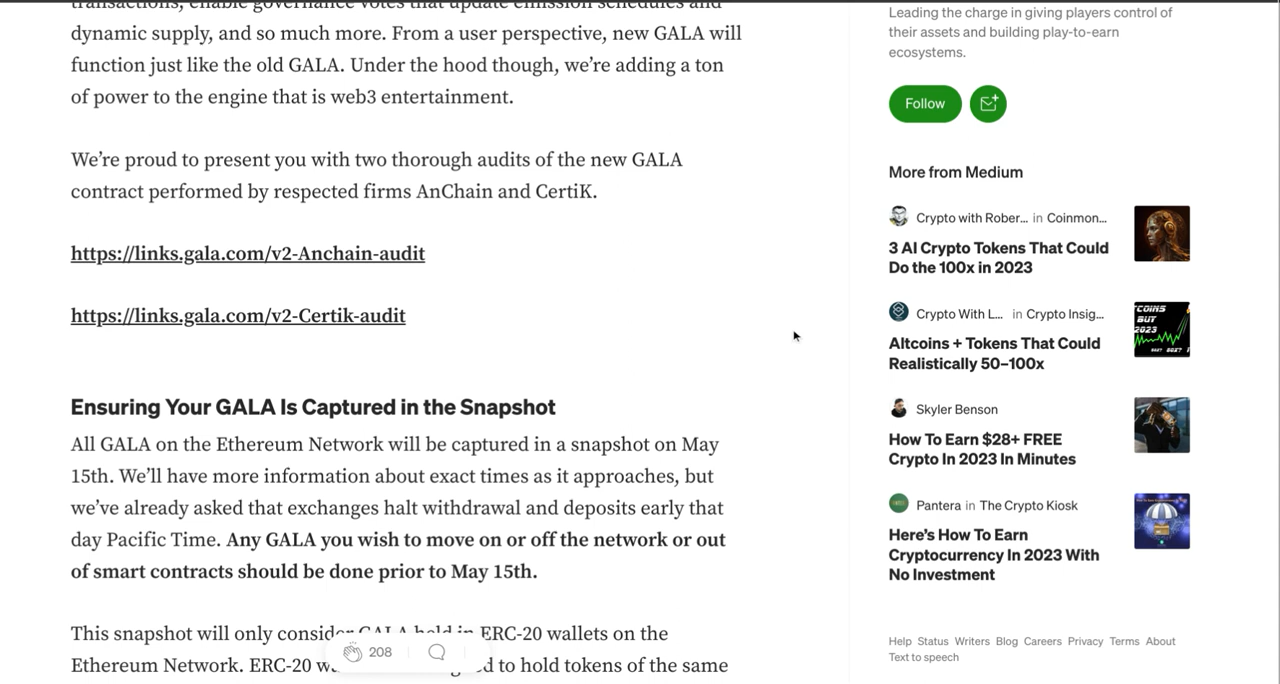 transactions, enable governance votes that update emission schedules and
dynamic supply, and so much more. From a user perspective, new GALA will
function just like the old GALA. Under the hood though, we're adding a ton
of power to the engine that is web3 entertainment.
We're proud to present you with two thorough audits of the new GALA
contract performed by respected firms AnChain and CertiK.
https://links.gala.com/v2-Anchain-audit
https://links.gala.com/v2-Certik-audit
Ensuring Your GALA Is Captured in the Snapshot
All GALA on the Ethereum Network will be captured in a snapshot on May
15th. We'll have more information about exact times as it approaches, but
we've already asked that exchanges halt withdrawal and deposits early that
day Pacific Time. Any GALA you wish to move on or off the network or out
of smart contracts should be done prior to May 15th.
This snapshot will only consider GALA held in ERC-20 wallets on the
Ethereum Network. ERC-20 to hold tokens of the same
208
Leading the charge in giving players control of
their assets and building play-to-earn
ecosystems.
Follow
More from Medium
Crypto with Rober... in Coinmon...
3 AI Crypto Tokens That Could
Do the 100x in 2023
Crypto With L... in Crypto Insig...
Altcoins + Tokens That Could
Realistically 50–100x
COINS
BUT
2023
Skyler Benson
How To Earn $28+ FREE
Crypto In 2023 In Minutes
Pantera in The Crypto Kiosk
Here's How To Earn
Cryptocurrency In 2023 With
No Investment
Help Status Writers Blog Careers Privacy Terms About
Text to speech